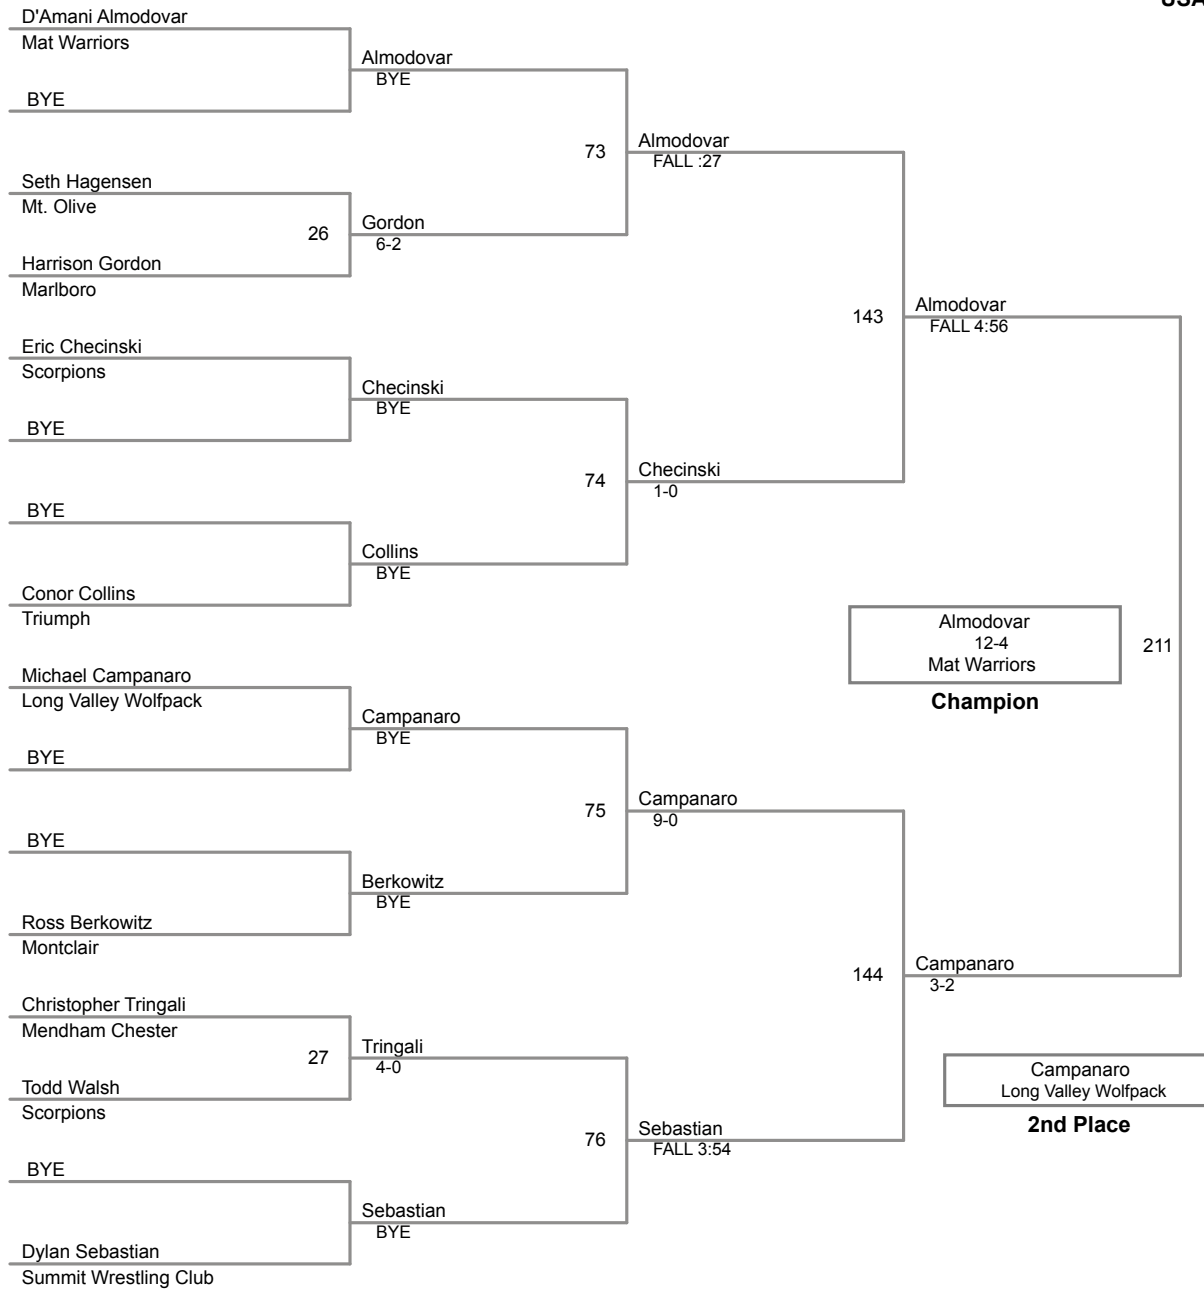 USA
D'Amani Almodovar
Mat Warriors
BYE
Almodovar
BYE
73
Almodovar
FALL :27
Seth Hagensen
Mt. Olive
26
Harrison Gordon
Marlboro
Gordon
6-2
143
Almodovar
FALL 4:56
Eric Checinski
Scorpions
BYE
Checinski
BYE
74
Checinski
1-0
BYE
Conor Collins
Triumph
Collins
BYE
Almodovar
12-4
Mat Warriors
Champion
211
Michael Campanaro
Long Valley Wolfpack
BYE
Campanaro
BYE
75
Campanaro
9-0
BYE
Ross Berkowitz
Montclair
Berkowitz
BYE
144
Campanaro
3-2
Christopher Tringali
Mendham Chester
27
Todd Walsh
Scorpions
Tringali
4-0
76
Sebastian
FALL 3:54
BYE
Dylan Sebastian
Summit Wrestling Club
Sebastian
BYE
Campanaro
Long Valley Wolfpack
2nd Place